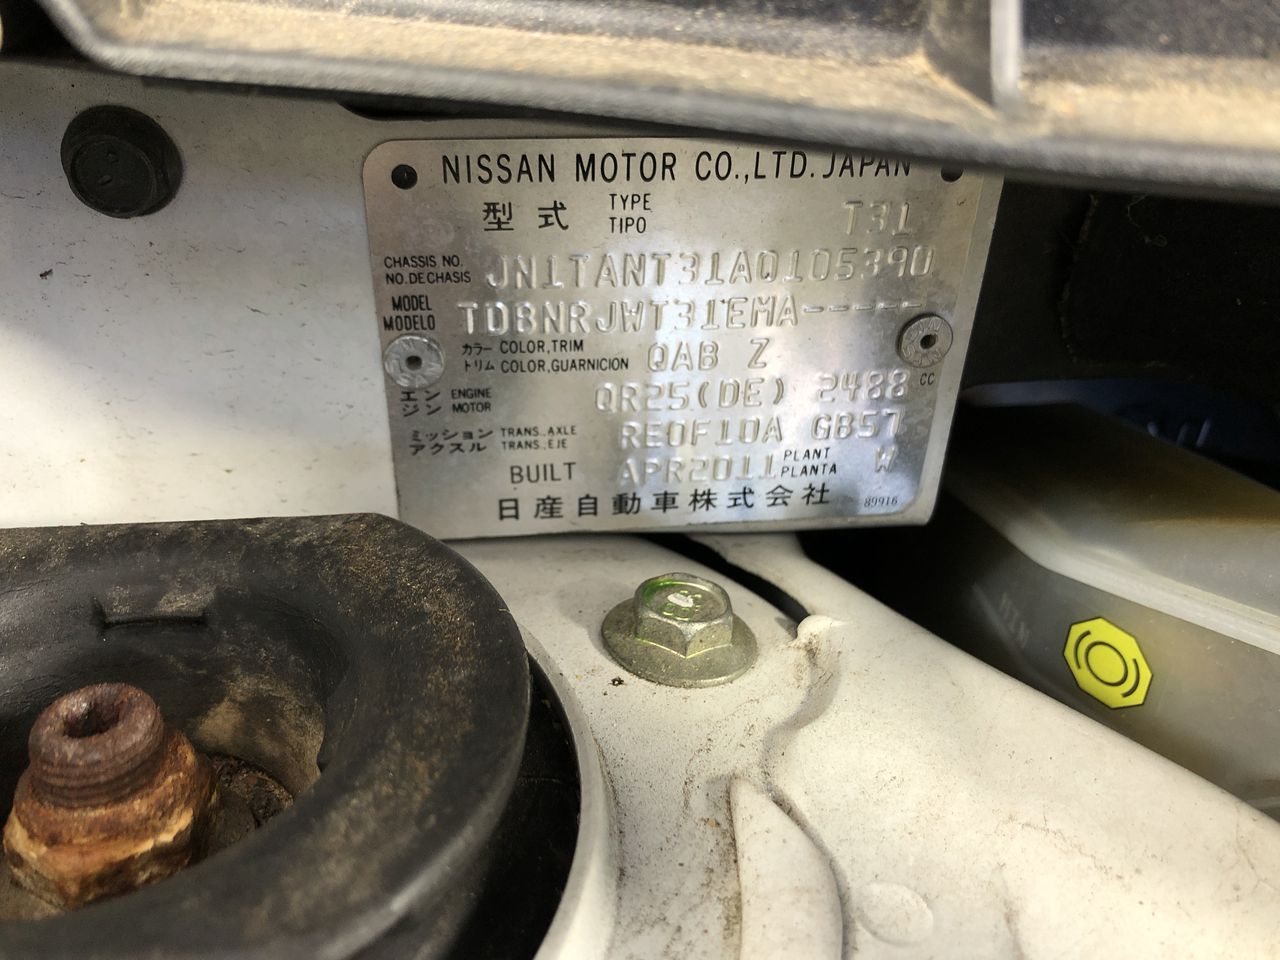 NISSAN MOTOR CO.,LTD. JAPAN
型式 TYPE TIPO T31
CHASSIS NO. NO. DE CHASIS JN1TANT31A0105390
MODEL MODELO TDBNRJWT31EMA-----
カラー COLOR,TRIM
トリム COLOR,GUARNICION QAB Z
エンジン ENGINE MOTOR QR25(DE) 2488 CC
ミッション TRANS.,AXLE
アクスル TRANS.,EJE RE0F10A GB57
BUILT APR2011 PLANT PLANTA W
日産自動車株式会社 89916